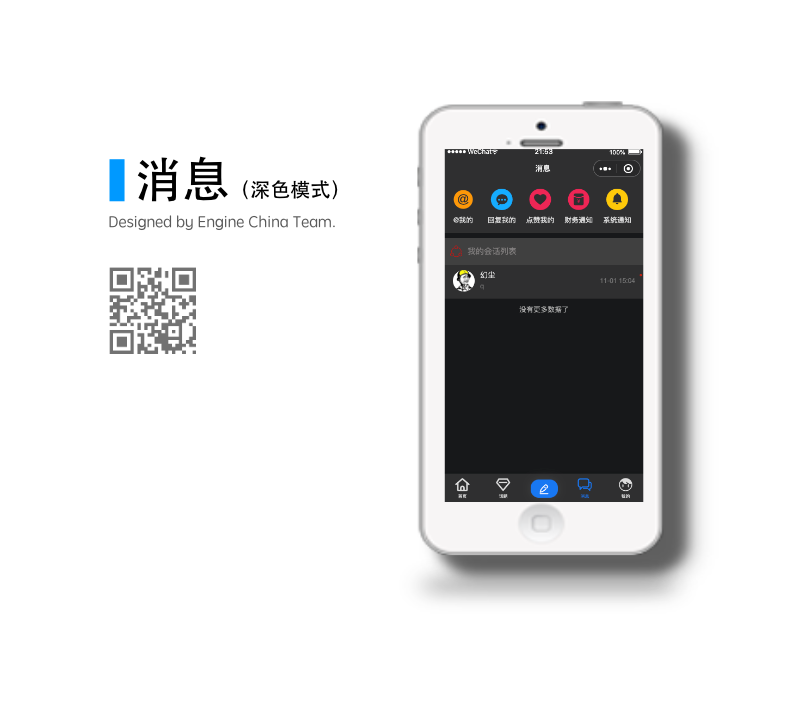 消息（深色模式）
Designed by Engine China Team.
WeChat 21:53 100%
消息
@我的 回复我的 点赞我的 财务通知 系统通知
我的会话列表
幻尘
11-01 15:04
没有更多数据了
首页 消息 我的